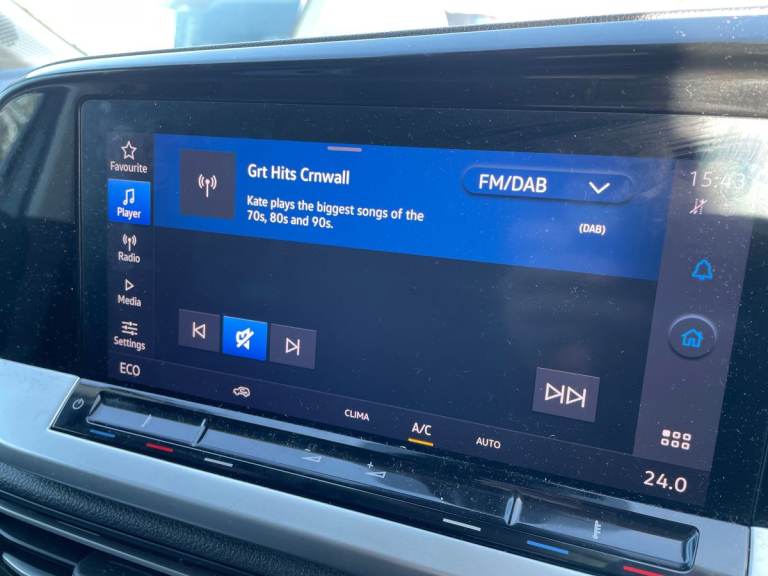 Favourite
Player
Radio
Media
Settings
ECO
Grt Hits Crnwall
Kate plays the biggest songs of the
70s, 80s and 90s.
FM/DAB
(DAB)
15:43
CLIMA
A/C
AUTO
24.0